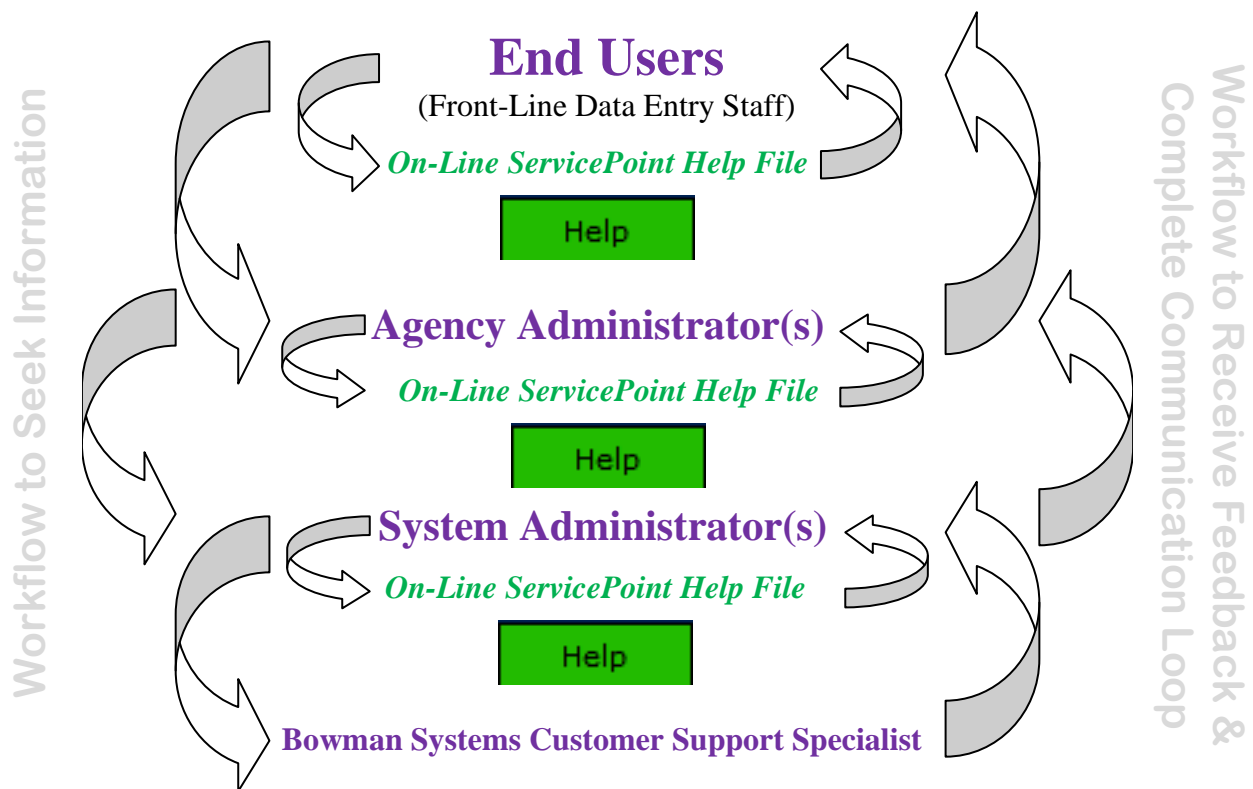 Workflow to Seek Information
End Users
(Front-Line Data Entry Staff)
On-Line ServicePoint Help File
Help
Agency Administrator(s)
On-Line ServicePoint Help File
Help
System Administrator(s)
On-Line ServicePoint Help File
Help
Bowman Systems Customer Support Specialist
Workflow to Receive Feedback &
Complete Communication Loop